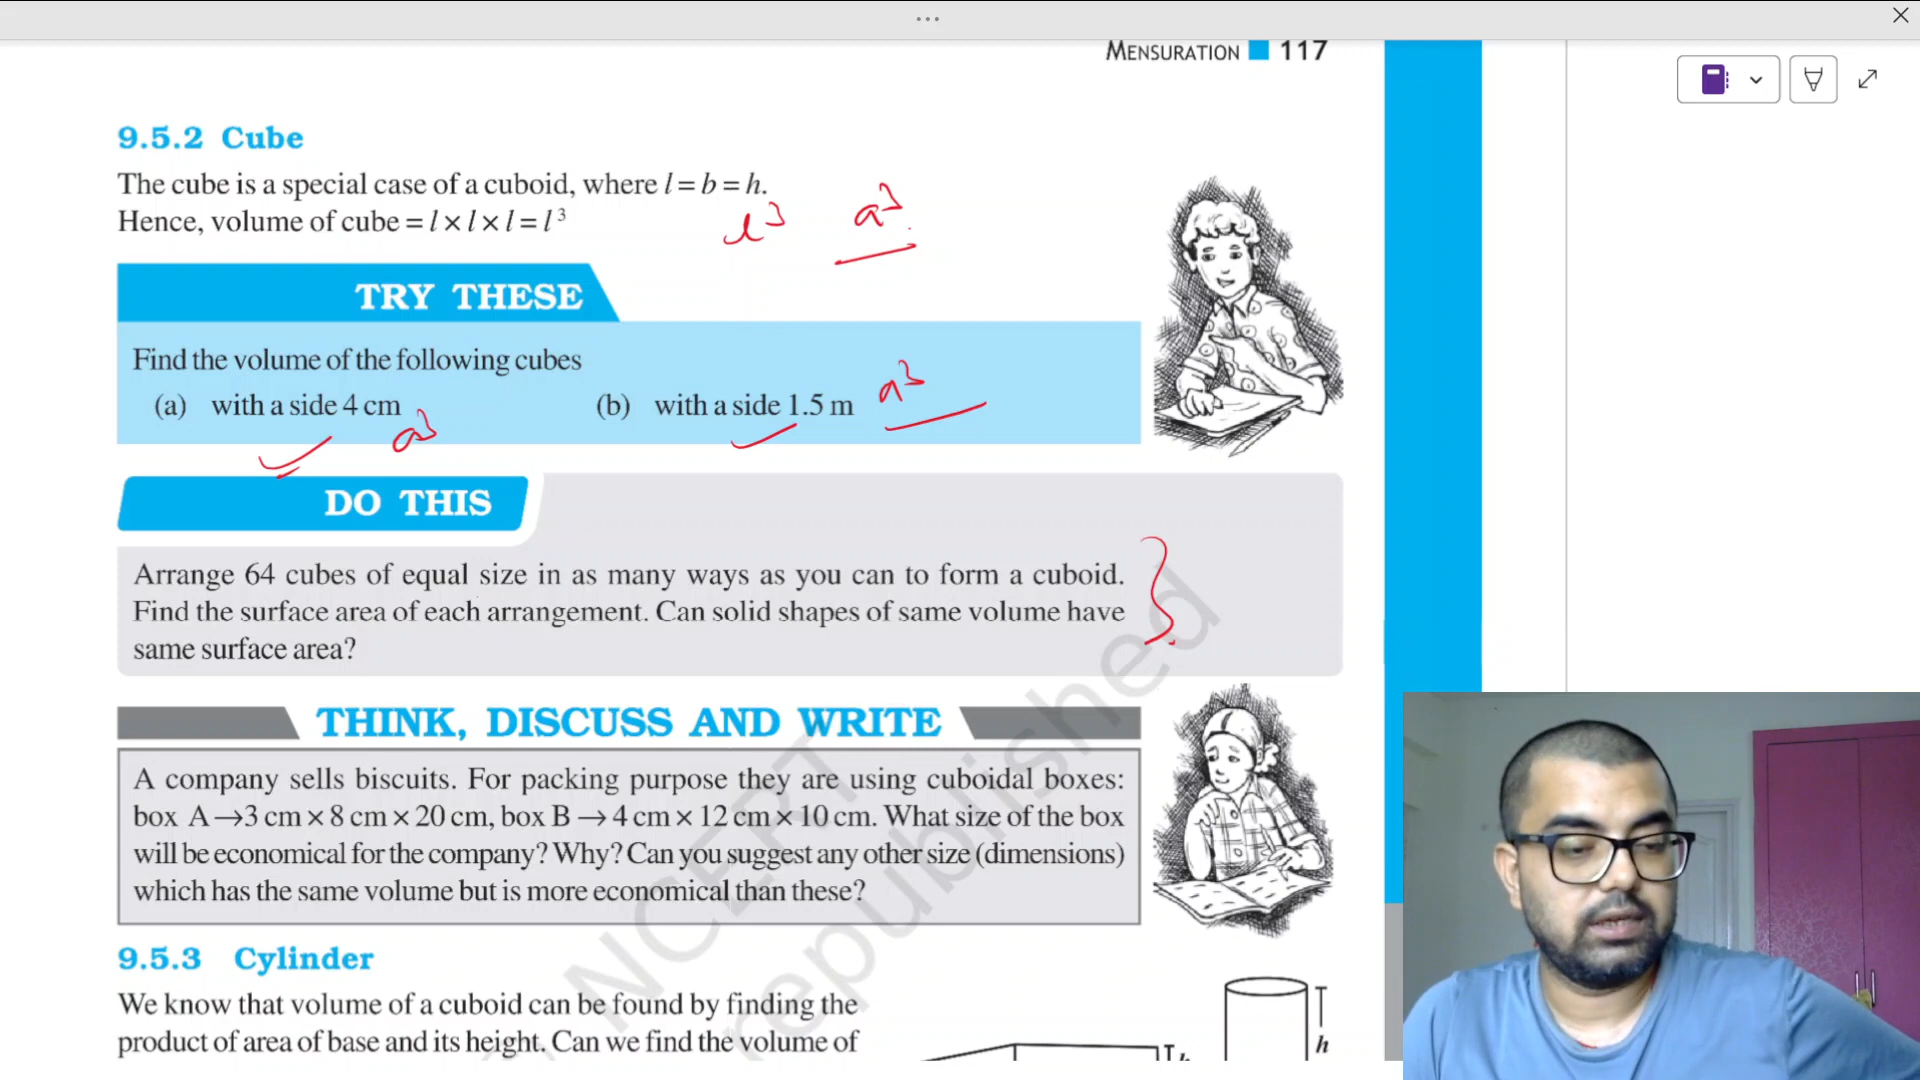 ...
MENSURATION 117
9.5.2 Cube
The cube is a special case of a cuboid, where l = b = h.
Hence, volume of cube = l × l × l = l³
l³ a³
TRY THESE
Find the volume of the following cubes
(a) with a side 4 cm (b) with a side 1.5 m a³
a³
DO THIS
Arrange 64 cubes of equal size in as many ways as you can to form a cuboid.
Find the surface area of each arrangement. Can solid shapes of same volume have
same surface area?
THINK, DISCUSS AND WRITE
A company sells biscuits. For packing purpose they are using cuboidal boxes:
box A →3 cm × 8 cm × 20 cm, box B → 4 cm × 12 cm × 10 cm. What size of the box
will be economical for the company? Why? Can you suggest any other size (dimensions)
which has the same volume but is more economical than these?
9.5.3 Cylinder
We know that volume of a cuboid can be found by finding the
product of area of base and its height. Can we find the volume of
h
NCERT
republished